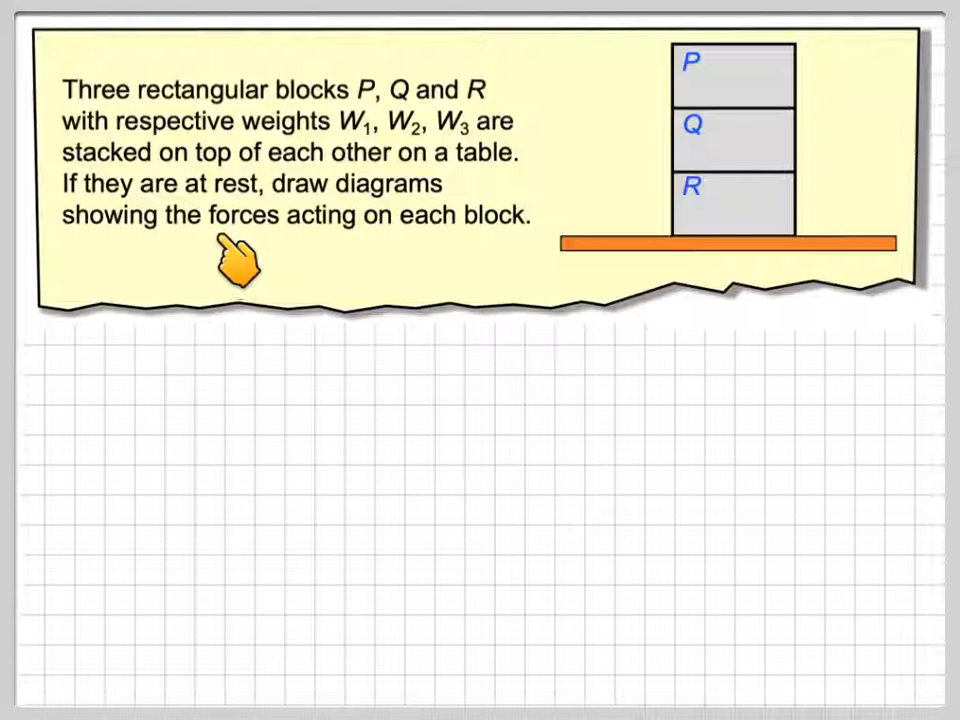 Three rectangular blocks P, Q and R
with respective weights W₁, W₂, W₃ are
stacked on top of each other on a table.
If they are at rest, draw diagrams
showing the forces acting on each block.
P
Q
R